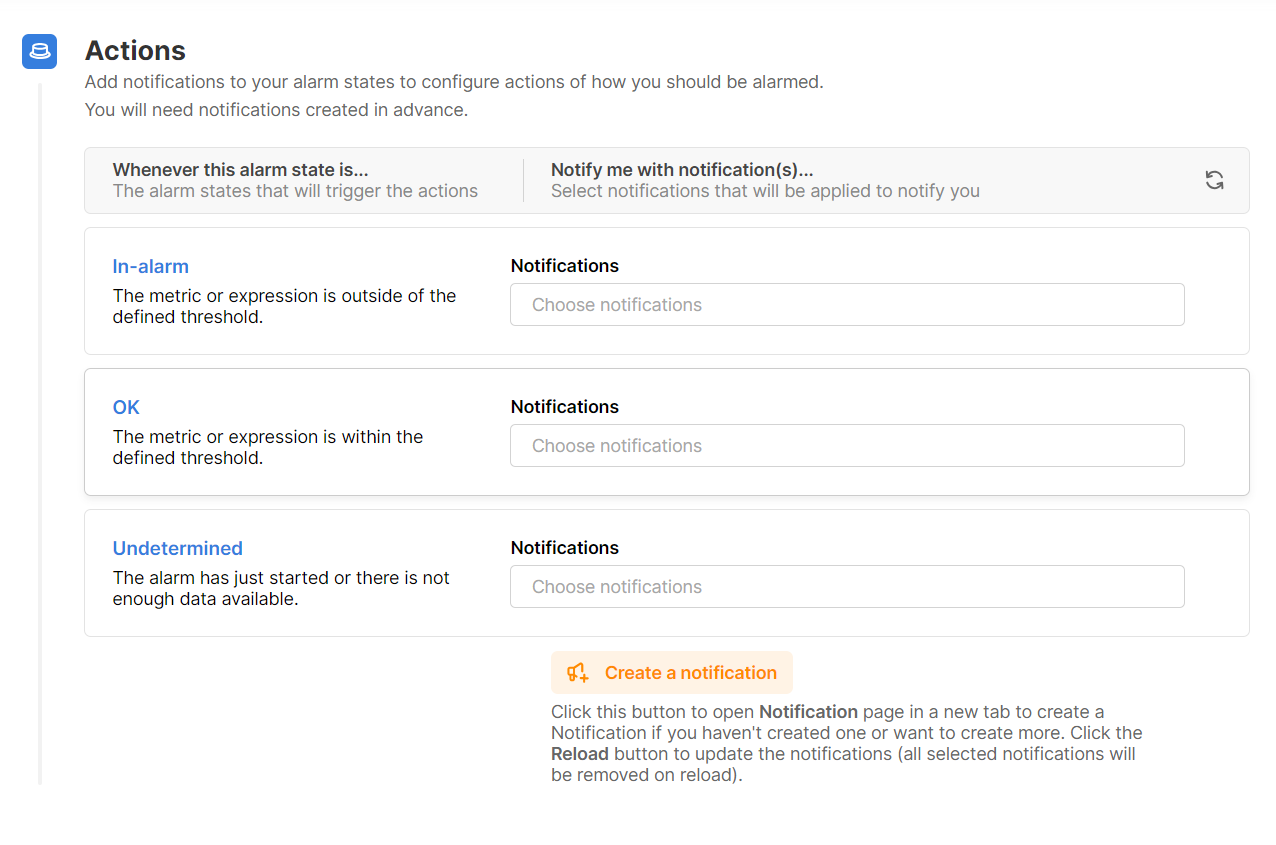 Actions
Add notifications to your alarm states to configure actions of how you should be alarmed.
You will need notifications created in advance.
Whenever this alarm state is...
The alarm states that will trigger the actions
Notify me with notification(s)...
Select notifications that will be applied to notify you
In-alarm
The metric or expression is outside of the
defined threshold.
Notifications
Choose notifications
OK
The metric or expression is within the
defined threshold.
Notifications
Choose notifications
Undetermined
The alarm has just started or there is not
enough data available.
Notifications
Choose notifications
Create a notification
Click this button to open Notification page in a new tab to create a
Notification if you haven't created one or want to create more. Click the
Reload button to update the notifications (all selected notifications will
be removed on reload).